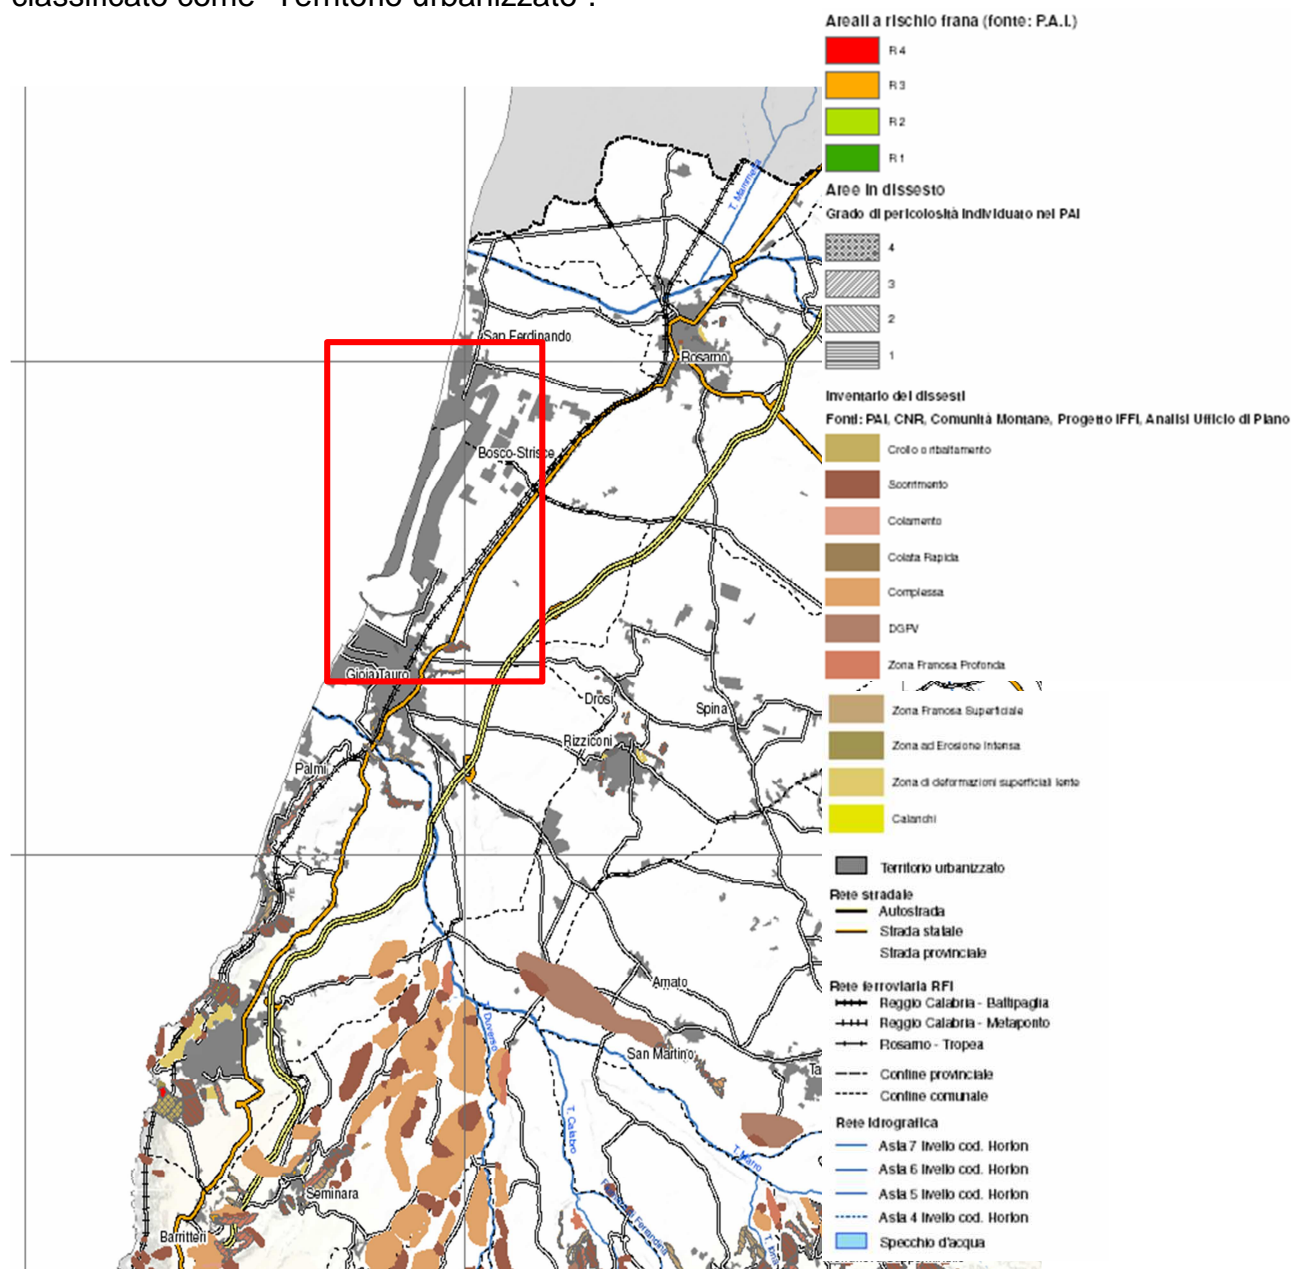 classificato come "Territorio urbanizzato".
Areali a rischio frana (fonte: P.A.I.)
R 4
R 3
R 2
R 1
Aree in dissesto
Grado di pericolosità individuato nel PAI
4
3
2
1
Inventario dei dissesti
Fonti: PAI, CNR, Comunità Montane, Progetto IFFI, Analisi Ufficio di Piano
Crollo o ribaltamento
Scorrimento
Colamento
Colata Rapida
Complessa
DGPV
Zona Franosa Profonda
Zona Franosa Superficiale
Zona ad Erosione Intensa
Zona di deformazioni superficiali lente
Calanchi
Territorio urbanizzato
Rete stradale
Autostrada
Strada statale
Strada provinciale
Rete ferroviaria RFI
Reggio Calabria - Battipaglia
Reggio Calabria - Metaponto
Rosarno - Tropea
Confine provinciale
Confine comunale
Rete idrografica
Asta 7 livello cod. Horton
Asta 6 livello cod. Horton
Asta 5 livello cod. Horton
Asta 4 livello cod. Horton
Specchio d'acqua
T. Mammella
San Ferdinando
Rosarno
Bosco-Strisce
Gioia Tauro
Drosi
Spina
Rizziconi
Palmi
Amato
T. Duverso
San Martino
Ta
T. Calabro
T. Marro
Seminara
Barritteri